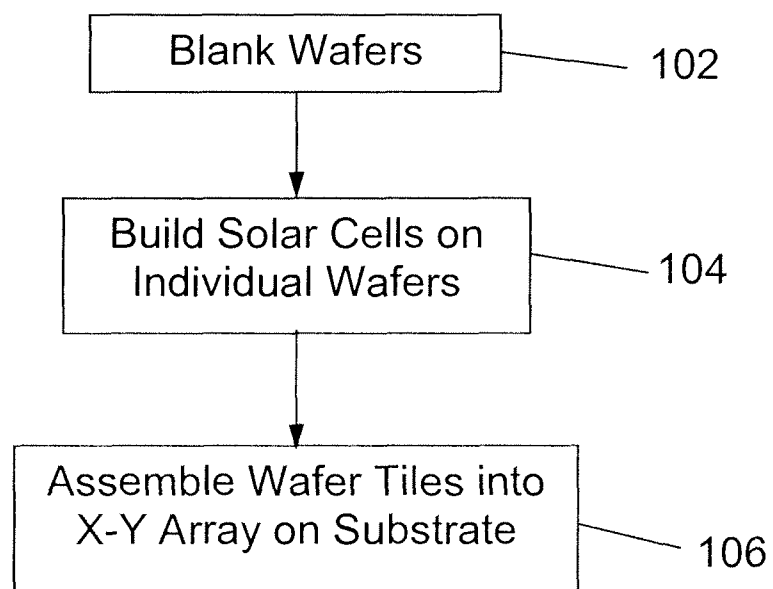 Blank Wafers
102
Build Solar Cells on
Individual Wafers
104
Assemble Wafer Tiles into
X-Y Array on Substrate
106